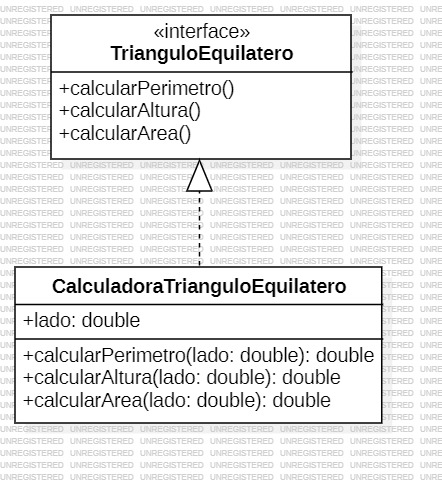 «interface»
TrianguloEquilatero
+calcularPerimetro()
+calcularAltura()
+calcularArea()
CalculadoraTrianguloEquilatero
+lado: double
+calcularPerimetro(lado: double): double
+calcularAltura(lado: double): double
+calcularArea(lado: double): double
UNREGISTERED